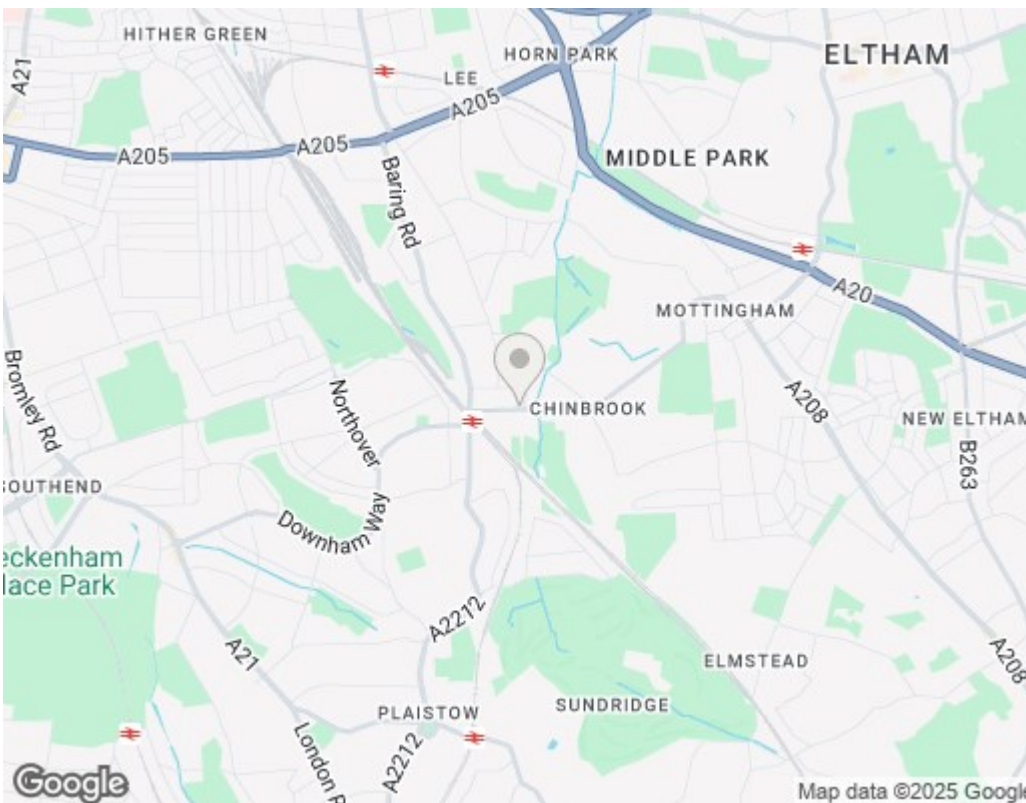 HITHER GREEN
A21
HORN PARK
ELTHAM
LEE
A205
A205
A205
MIDDLE PARK
Baring Rd
A20
MOTTINGHAM
Bromley Rd
Northover
CHINBROOK
A208
NEW ELTHAM
B263
SOUTHEND
Downham Way
eckenham
lace Park
A2212
A21
ELMSTEAD
A208
SUNDRIDGE
PLAISTOW
London R
A2212
Google
Map data ©2025 Google